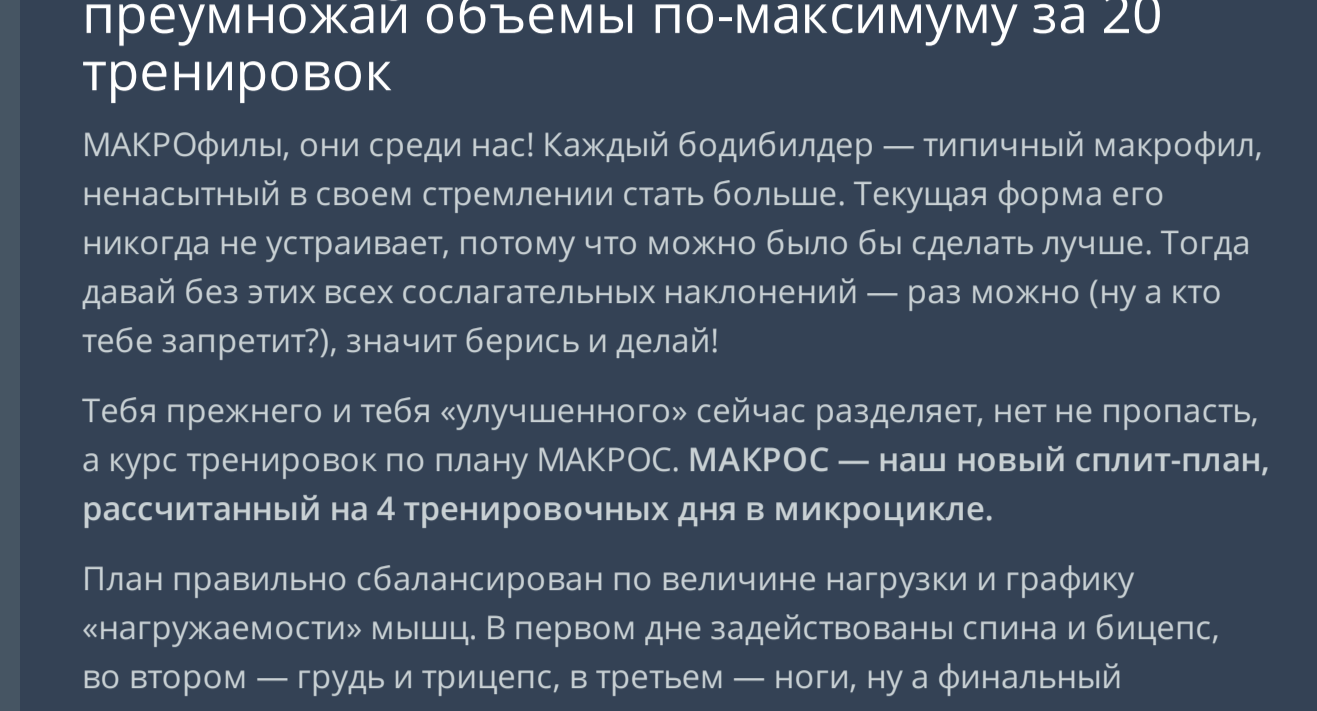 преумножай объемы по-максимуму за 20
тренировок
МАКРОфилы, они среди нас! Каждый бодибилдер — типичный макрофил,
ненасытный в своем стремлении стать больше. Текущая форма его
никогда не устраивает, потому что можно было бы сделать лучше. Тогда
давай без этих всех сослагательных наклонений — раз можно (ну а кто
тебе запретит?), значит берись и делай!
Тебя прежнего и тебя «улучшенного» сейчас разделяет, нет не пропасть,
а курс тренировок по плану МАКРОС. МАКРОС — наш новый сплит-план,
рассчитанный на 4 тренировочных дня в микроцикле.
План правильно сбалансирован по величине нагрузки и графику
«нагружаемости» мышц. В первом дне задействованы спина и бицепс,
во втором — грудь и трицепс, в третьем — ноги, ну а финальный